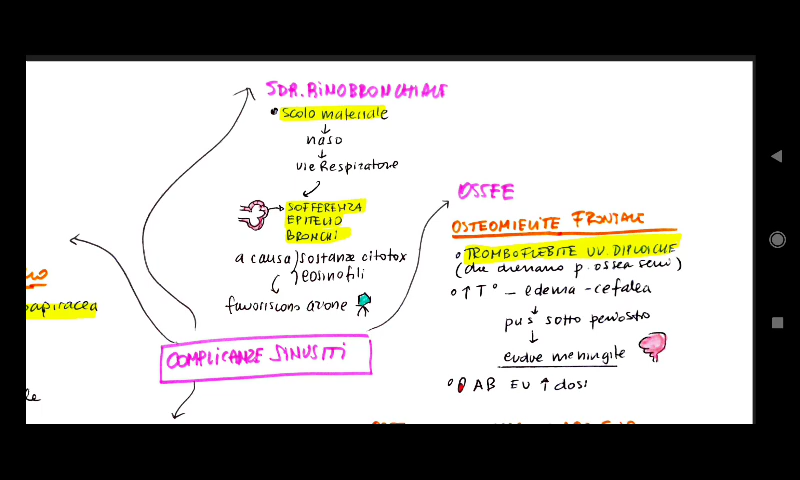 SDR. RINOBRONCHIALE
scolo materiale
naso
vie Respiratorie
SOFFERENZA
EPITELIO
BRONCHI
a causa sostanze citotox
eosinofili
favoriscono azione
OSSEE
OSTEOMIELITE FRONTALE
TROMBOFLEBITE VV. DIPLOICHE
(che drenano p. ossea seni)
↑ T° - edema - cefalea
pus sotto periostio
evolve meningite
AB EV ↑ dosi
papiracea
COMPLICANZE SINUSITI